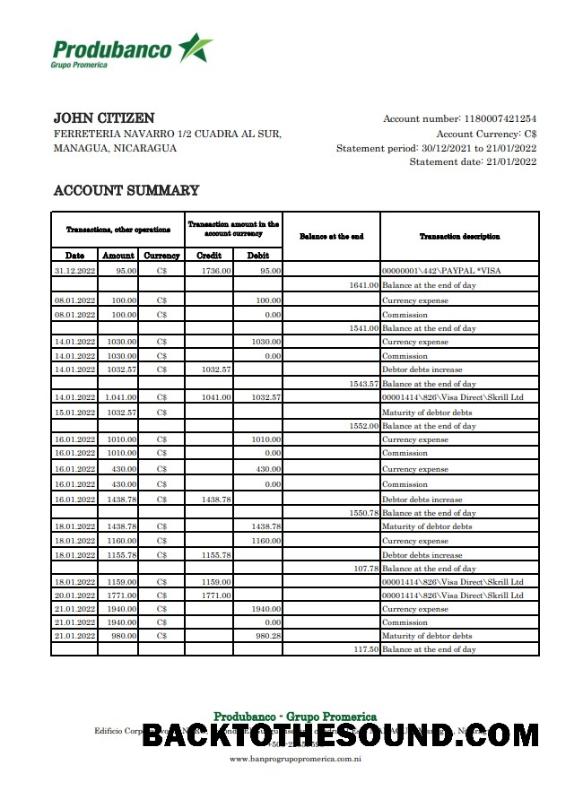 Produbanco
Grupo Promerica
JOHN CITIZEN
FERRETERIA NAVARRO 1/2 CUADRA AL SUR,
MANAGUA, NICARAGUA
Account number: 1180007421254
Account Currency: C$
Statement period: 30/12/2021 to 21/01/2022
Statement date: 21/01/2022
ACCOUNT SUMMARY
Transactions, other operations Transaction amount in the account currency Balance at the end Transaction description
Date Amount Currency Credit Debit
31.12.2022 95.00 C$ 1736.00 95.00 00000001\442\PAYPAL *VISA
1641.00 Balance at the end of day
08.01.2022 100.00 C$ 100.00 Currency expense
08.01.2022 100.00 C$ 0.00 Commission
1541.00 Balance at the end of day
14.01.2022 1030.00 C$ 1030.00 Currency expense
14.01.2022 1030.00 C$ 0.00 Commission
14.01.2022 1032.57 C$ 1032.57 Debtor debts increase
1543.57 Balance at the end of day
14.01.2022 1.041.00 C$ 1041.00 1032.57 00001414\826\Visa Direct\Skrill Ltd
15.01.2022 1032.57 C$ Maturity of debtor debts
1552.00 Balance at the end of day
16.01.2022 1010.00 C$ 1010.00 Currency expense
16.01.2022 1010.00 C$ 0.00 Commission
16.01.2022 430.00 C$ 430.00 Currency expense
16.01.2022 430.00 C$ 0.00 Commission
16.01.2022 1438.78 C$ 1438.78 Debtor debts increase
1550.78 Balance at the end of day
18.01.2022 1438.78 C$ 1438.78 Maturity of debtor debts
18.01.2022 1160.00 C$ 1160.00 Currency expense
18.01.2022 1155.78 C$ 1155.78 Debtor debts increase
107.78 Balance at the end of day
18.01.2022 1159.00 C$ 1159.00 00001414\826\Visa Direct\Skrill Ltd
20.01.2022 1771.00 C$ 1771.00 00001414\826\Visa Direct\Skrill Ltd
21.01.2022 1940.00 C$ 1940.00 Currency expense
21.01.2022 1940.00 C$ 0.00 Commission
21.01.2022 980.00 C$ 980.28 Maturity of debtor debts
117.50 Balance at the end of day
Produbanco - Grupo Promerica
Edificio
BACKTOTHESOUND.COM
www.banprogrupopromerica.com.ni